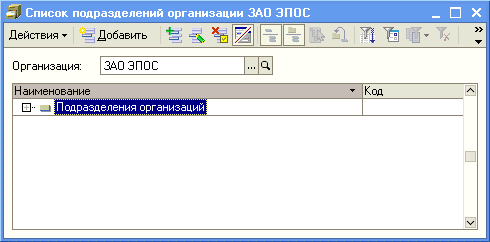 Список подразделений организации ЗАО ЭПОС
Действия Добавить
Организация: ЗАО ЭПОС ...
Наименование Код
Подразделения организаций